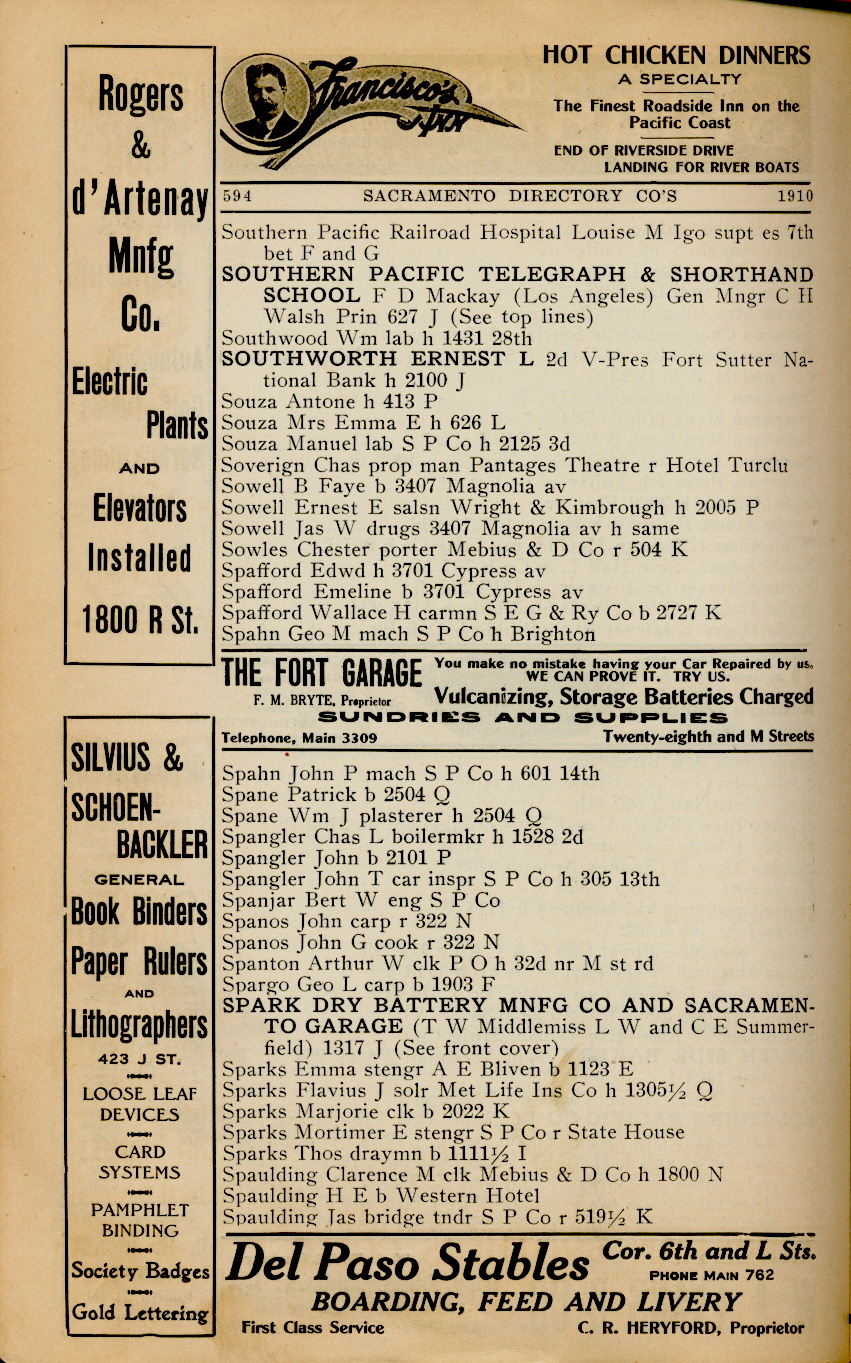 Rogers
&
d'Artenay
Mnfg
Co.
Electric
Plants
AND
Elevators
Installed
1800 R St.
Francisco's
Inn
HOT CHICKEN DINNERS
A SPECIALTY
The Finest Roadside Inn on the
Pacific Coast
END OF RIVERSIDE DRIVE
LANDING FOR RIVER BOATS
594 SACRAMENTO DIRECTORY CO'S 1910
Southern Pacific Railroad Hospital Louise M Igo supt es 7th
bet F and G
SOUTHERN PACIFIC TELEGRAPH & SHORTHAND
SCHOOL F D Mackay (Los Angeles) Gen Mngr C H
Walsh Prin 627 J (See top lines)
Southwood Wm lab h 1431 28th
SOUTHWORTH ERNEST L 2d V-Pres Fort Sutter Na-
tional Bank h 2100 J
Souza Antone h 413 P
Souza Mrs Emma E h 626 L
Souza Manuel lab S P Co h 2125 3d
Soverign Chas prop man Pantages Theatre r Hotel Turclu
Sowell B Faye b 3407 Magnolia av
Sowell Ernest E salsn Wright & Kimbrough h 2005 P
Sowell Jas W drugs 3407 Magnolia av h same
Sowles Chester porter Mebius & D Co r 504 K
Spafford Edwd h 3701 Cypress av
Spafford Emeline b 3701 Cypress av
Spafford Wallace H carmn S E G & Ry Co b 2727 K
Spahn Geo M mach S P Co h Brighton
THE FORT GARAGE
F. M. BRYTE, Proprietor
You make no mistake having your Car Repaired by us.
WE CAN PROVE IT. TRY US.
Vulcanizing, Storage Batteries Charged
SUNDRIES AND SUPPLIES
Telephone, Main 3309 Twenty-eighth and M Streets
SILVIUS &
SCHOEN-
BACKLER
GENERAL
Book Binders
Paper Rulers
AND
Lithographers
423 J ST.
LOOSE LEAF
DEVICES
CARD
SYSTEMS
PAMPHLET
BINDING
Society Badges
Gold Lettering
Spahn John P mach S P Co h 601 14th
Spane Patrick b 2504 Q
Spane Wm J plasterer h 2504 Q
Spangler Chas L boilermkr h 1528 2d
Spangler John b 2101 P
Spangler John T car inspr S P Co h 305 13th
Spanjar Bert W eng S P Co
Spanos John carp r 322 N
Spanos John G cook r 322 N
Spanton Arthur W clk P O h 32d nr M st rd
Spargo Geo L carp b 1903 F
SPARK DRY BATTERY MNFG CO AND SACRAMEN-
TO GARAGE (T W Middlemiss L W and C E Summer-
field) 1317 J (See front cover)
Sparks Emma stengr A E Bliven b 1123 E
Sparks Flavius J solr Met Life Ins Co h 1305½ Q
Sparks Marjorie clk b 2022 K
Sparks Mortimer E stengr S P Co r State House
Sparks Thos draymn b 1111½ I
Spaulding Clarence M clk Mebius & D Co h 1800 N
Spaulding H E b Western Hotel
Spaulding Jas bridge tndr S P Co r 519½ K
Del Paso Stables
Cor. 6th and L Sts.
PHONE MAIN 762
BOARDING, FEED AND LIVERY
First Class Service C. R. HERYFORD, Proprietor